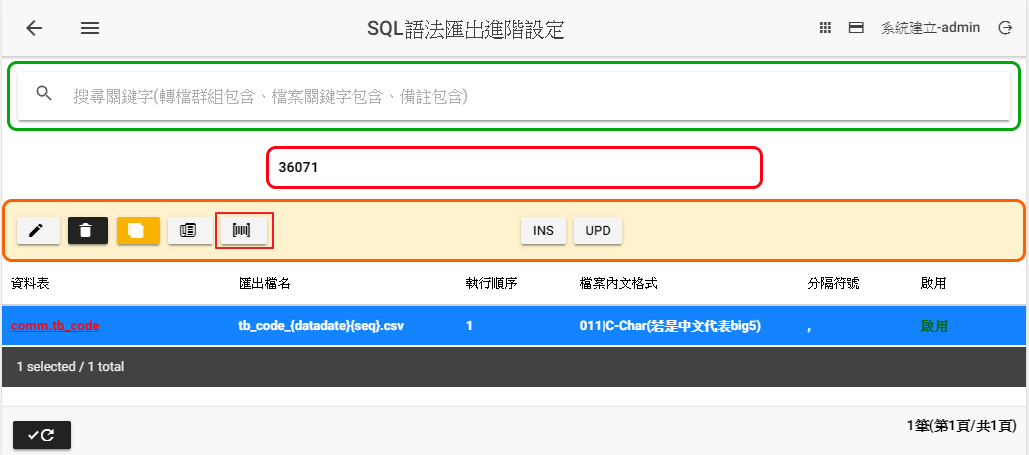 SQL語法匯出進階設定
系統建立-admin
搜尋關鍵字(轉檔群組包含、檔案關鍵字包含、備註包含)
36071
INS UPD
資料表 匯出檔名 執行順序 檔案內文格式 分隔符號 啟用
comm.tb_code tb_code_{datadate}{seq}.csv 1 011|C-Char(若是中文代表big5) , 啟用
1 selected / 1 total
1筆(第1頁/共1頁)